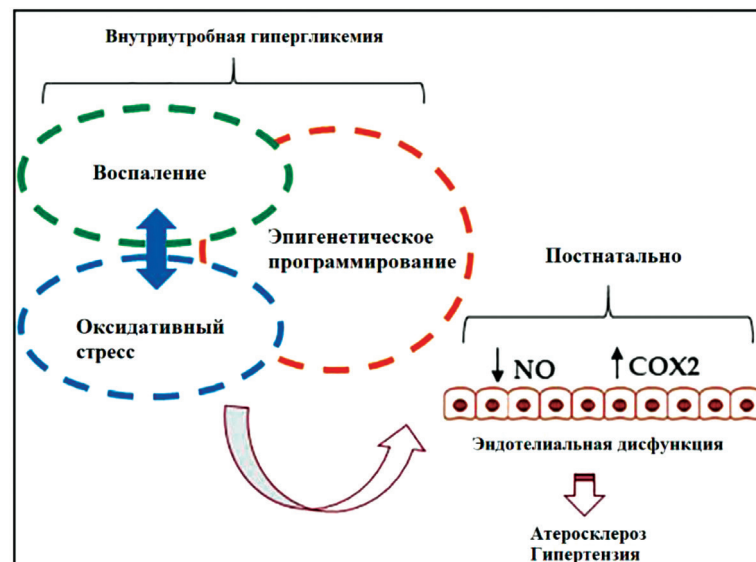 Внутриутробная гипергликемия
Воспаление
Эпигенетическое
программирование
Оксидативный
стресс
Постнатально
NO
COX2
Эндотелиальная дисфункция
Атеросклероз
Гипертензия